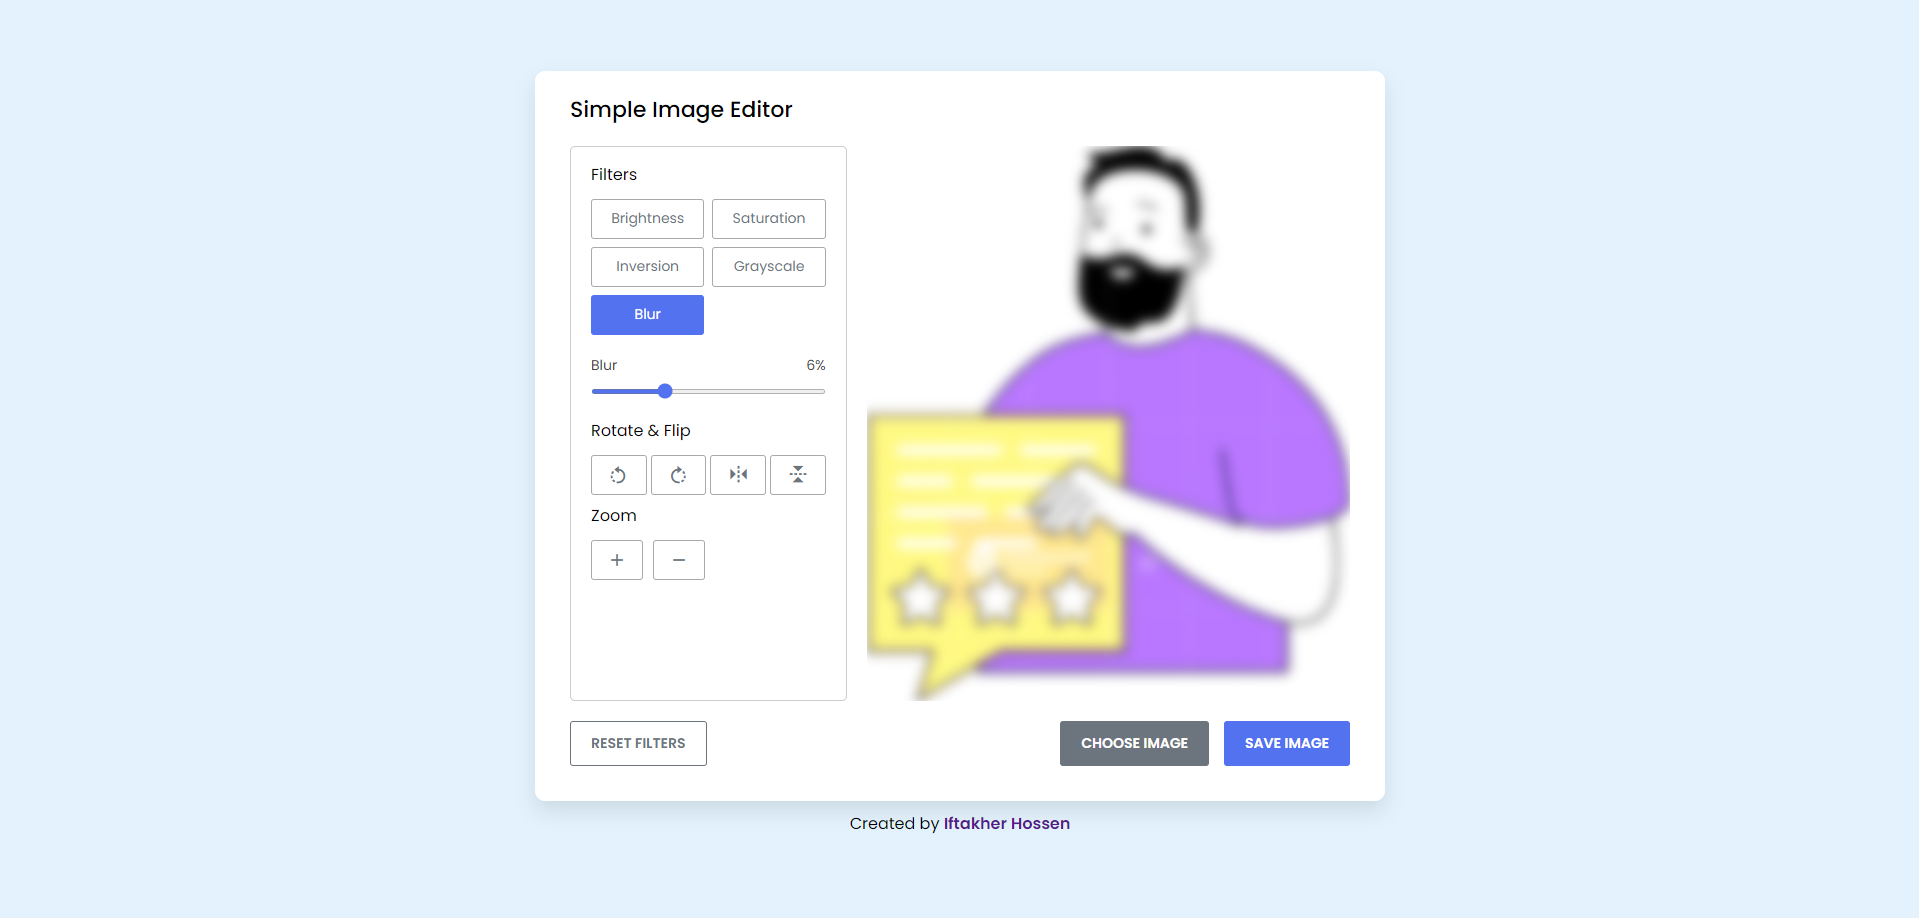 Simple Image Editor
Filters
Brightness
Saturation
Inversion
Grayscale
Blur
Blur 6%
Rotate & Flip
Zoom
RESET FILTERS
CHOOSE IMAGE
SAVE IMAGE
Created by Iftakher Hossen